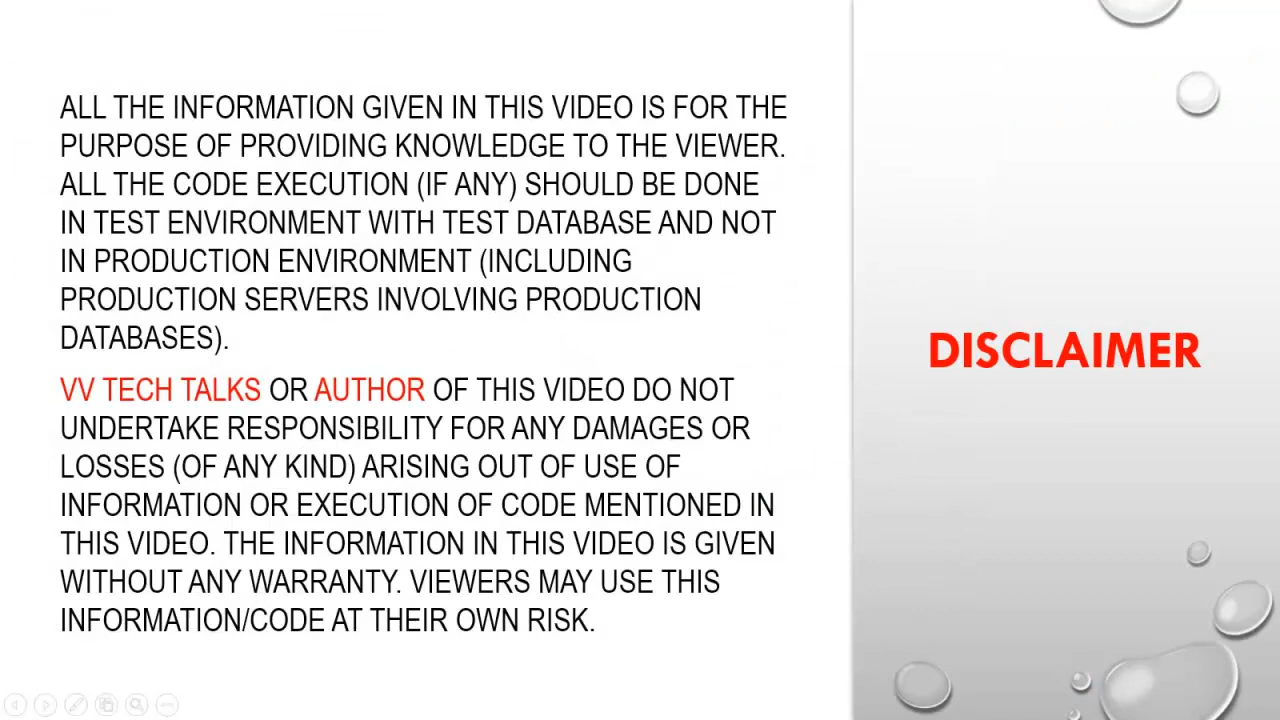 ALL THE INFORMATION GIVEN IN THIS VIDEO IS FOR THE
PURPOSE OF PROVIDING KNOWLEDGE TO THE VIEWER.
ALL THE CODE EXECUTION (IF ANY) SHOULD BE DONE
IN TEST ENVIRONMENT WITH TEST DATABASE AND NOT
IN PRODUCTION ENVIRONMENT (INCLUDING
PRODUCTION SERVERS INVOLVING PRODUCTION
DATABASES).
VV TECH TALKS OR AUTHOR OF THIS VIDEO DO NOT
UNDERTAKE RESPONSIBILITY FOR ANY DAMAGES OR
LOSSES (OF ANY KIND) ARISING OUT OF USE OF
INFORMATION OR EXECUTION OF CODE MENTIONED IN
THIS VIDEO. THE INFORMATION IN THIS VIDEO IS GIVEN
WITHOUT ANY WARRANTY. VIEWERS MAY USE THIS
INFORMATION/CODE AT THEIR OWN RISK.
DISCLAIMER